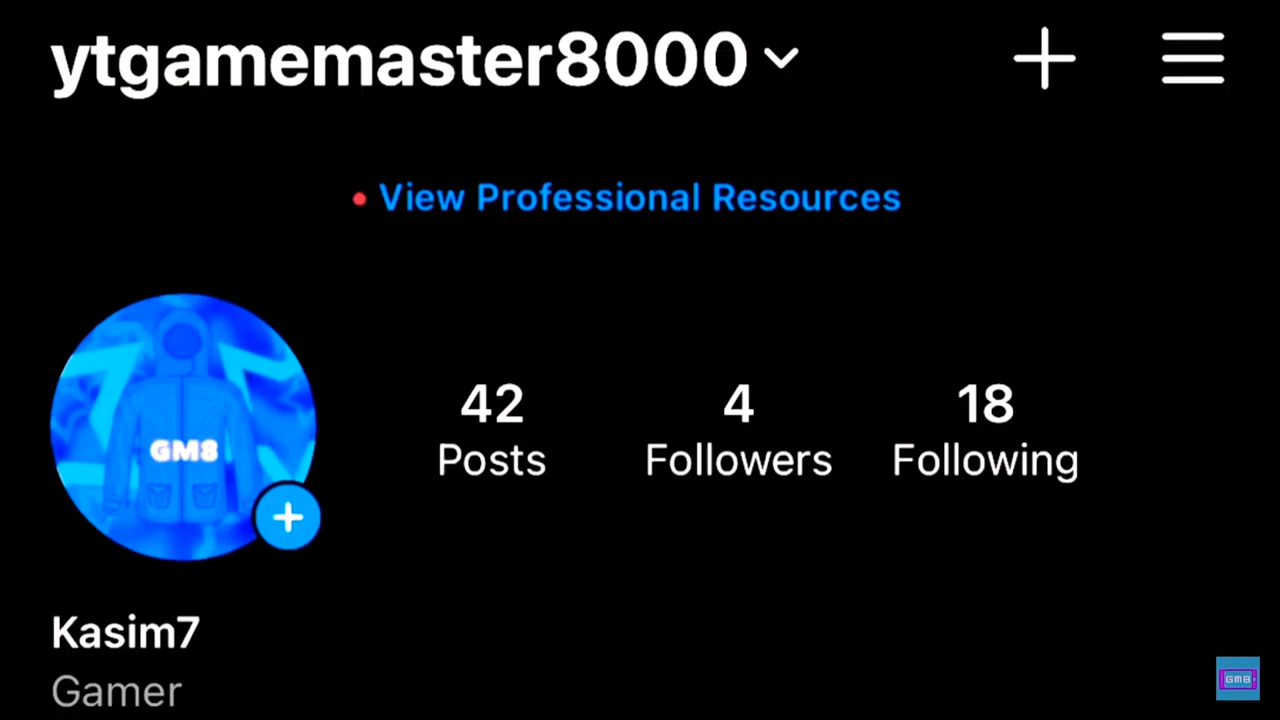 ytgamemaster8000
View Professional Resources
GM8
42 4 18
Posts Followers Following
Kasim7
Gamer
GM8